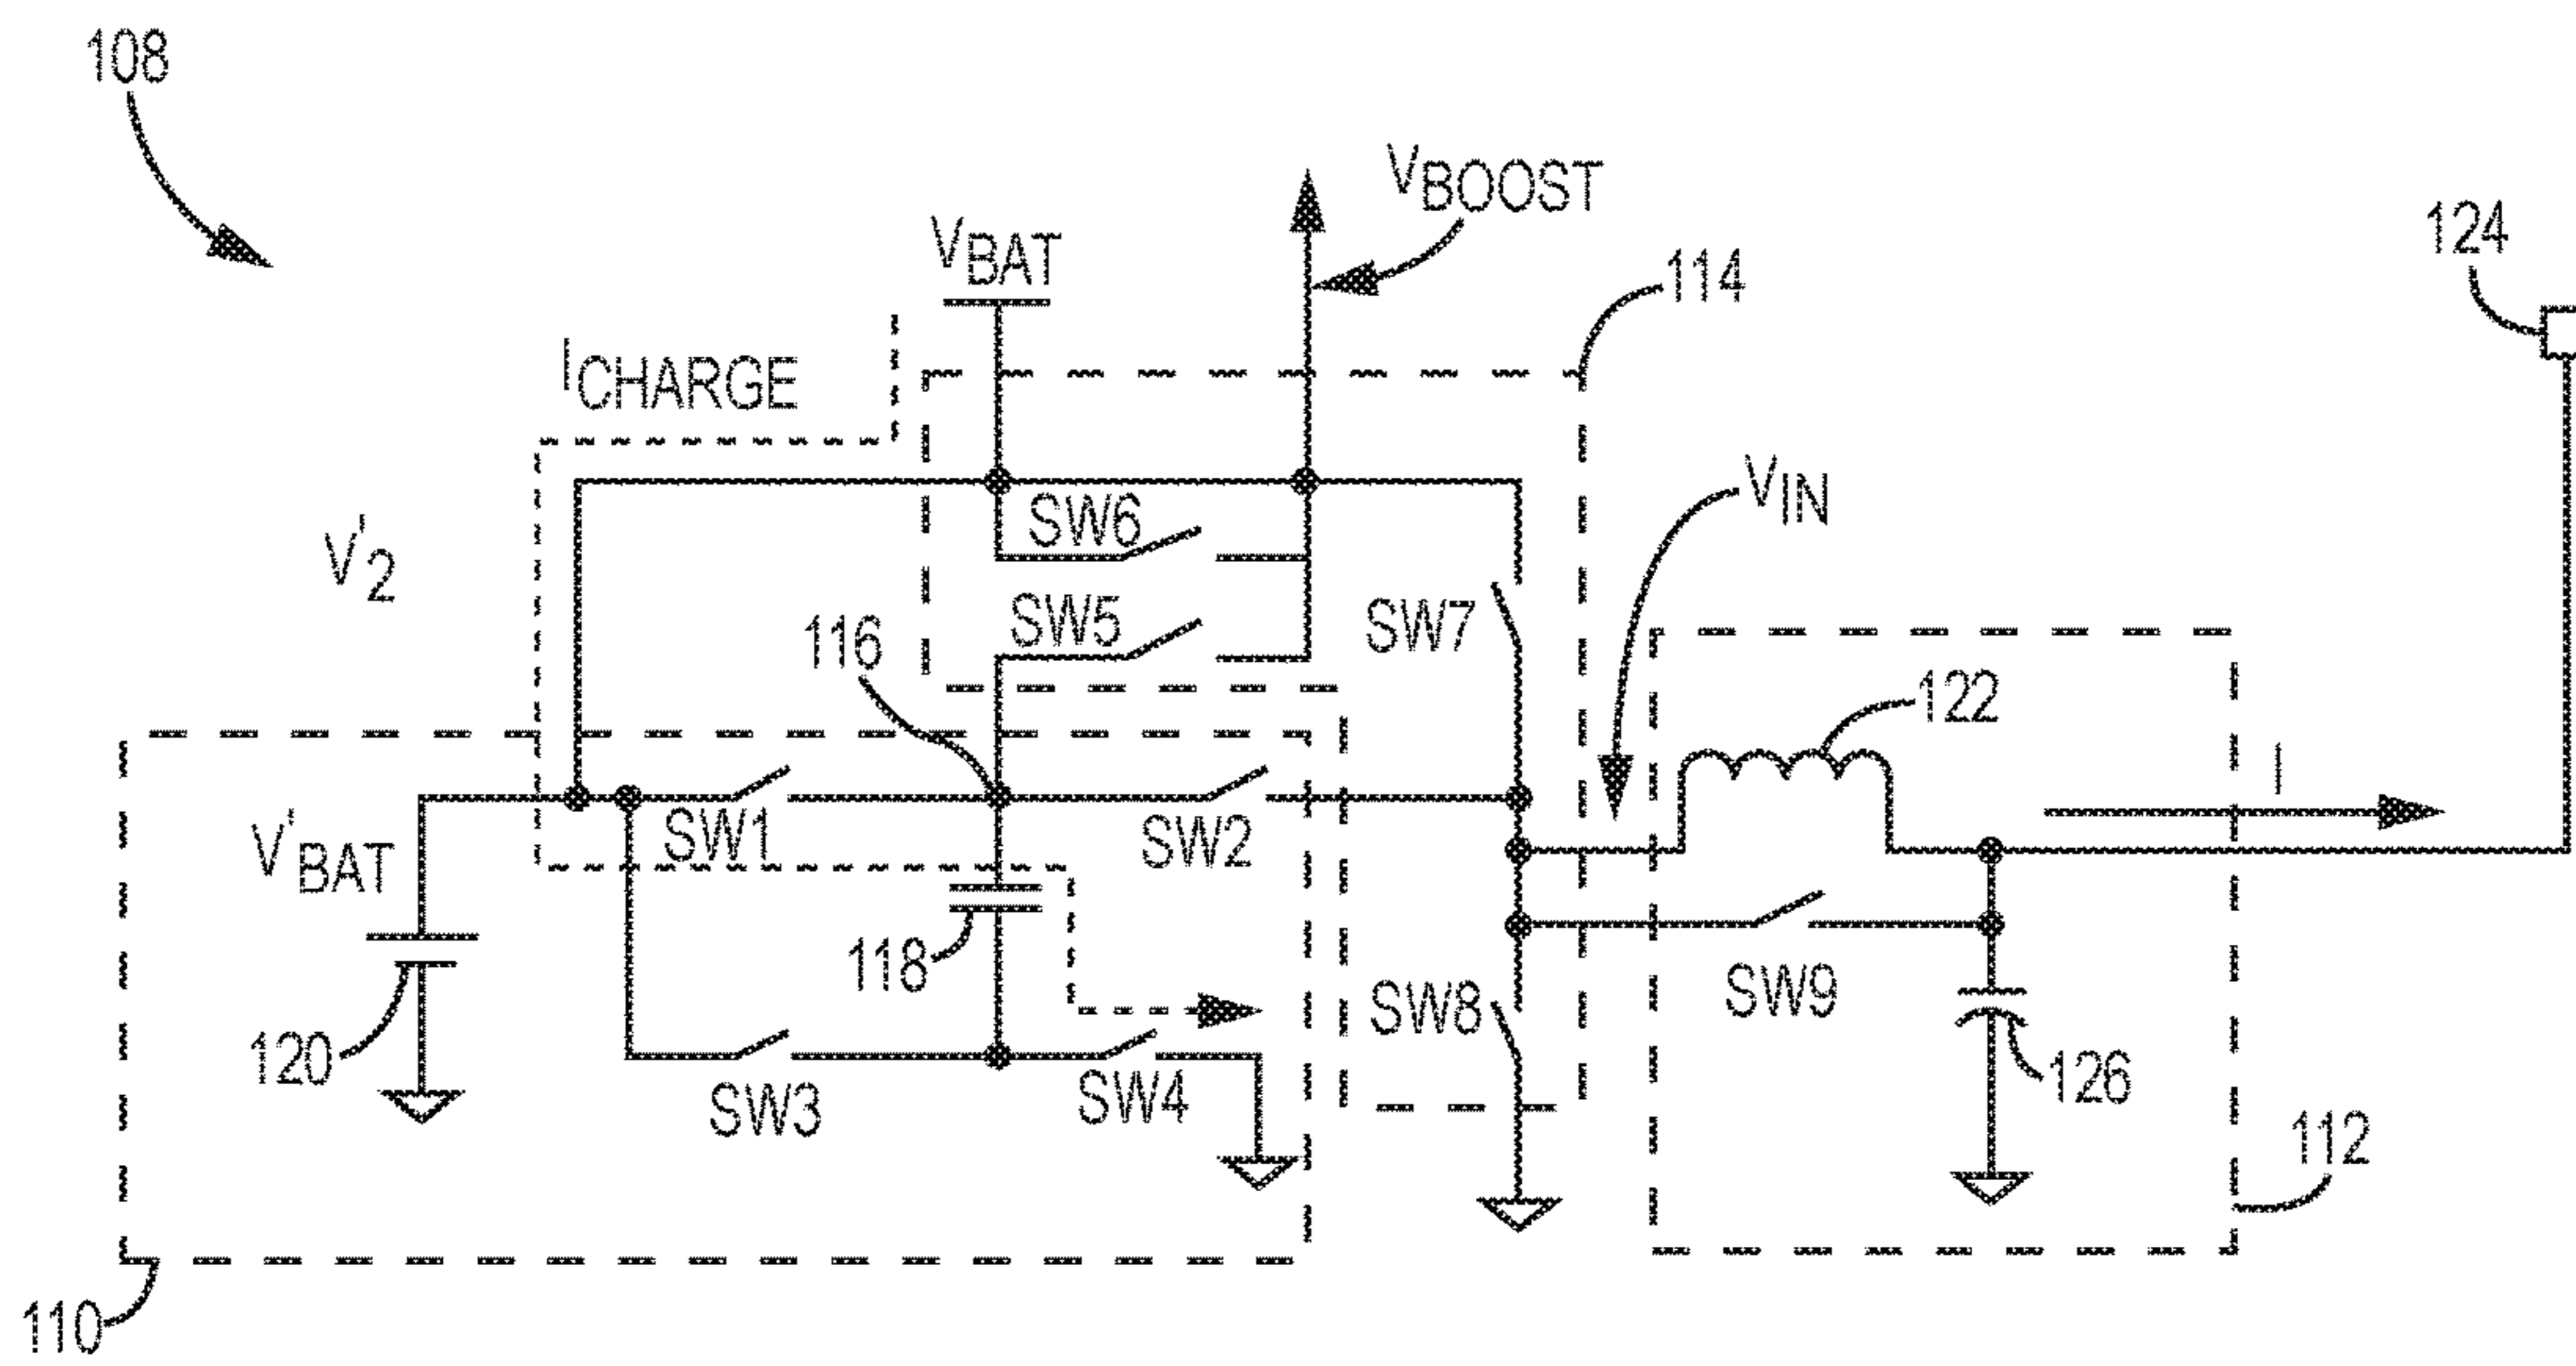 108
VBOOST
VBAT
114
124
ICHARGE
VIN
SW6
V'2
SW5
SW7
116
122
I
V'BAT
SW1
SW2
118
SW8
SW9
120
SW3
SW4
126
112
110